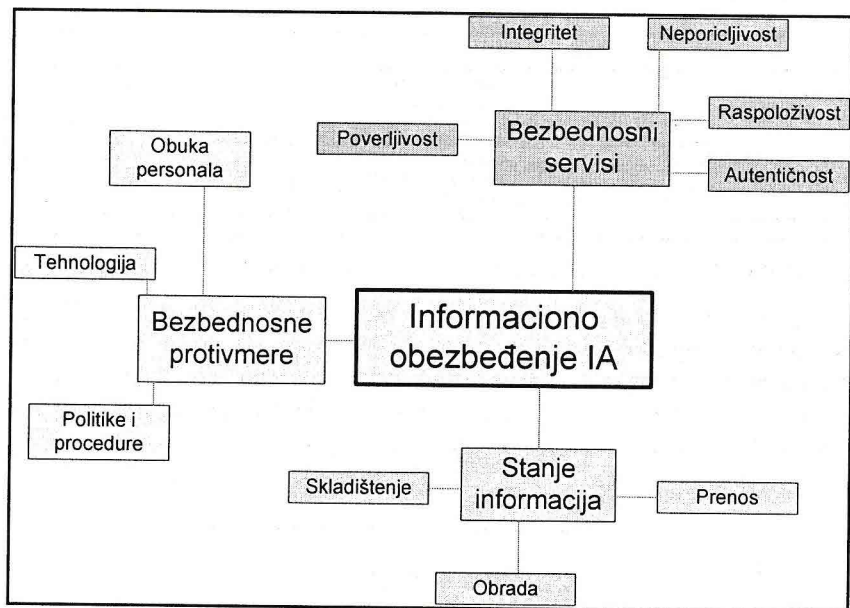 Integritet
Neporicljivost
Poverljivost
Bezbednosni
servisi
Raspoloživost
Autentičnost
Obuka
personala
Tehnologija
Bezbednosne
protivmere
Informaciono
obezbeđenje IA
Politike i
procedure
Skladištenje
Stanje
informacija
Prenos
Obrada